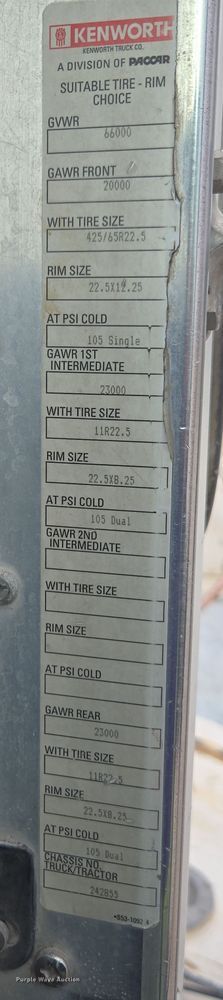 KENWORTH
KENWORTH TRUCK CO.
A DIVISION OF PACCAR
SUITABLE TIRE - RIM
CHOICE
GVWR
66000
GAWR FRONT
20000
WITH TIRE SIZE
425/65R22.5
RIM SIZE
22.5X12.25
AT PSI COLD
105 Single
GAWR 1ST
INTERMEDIATE
23000
WITH TIRE SIZE
11R22.5
RIM SIZE
22.5X8.25
AT PSI COLD
105 Dual
GAWR 2ND
INTERMEDIATE
WITH TIRE SIZE
RIM SIZE
AT PSI COLD
GAWR REAR
23000
WITH TIRE SIZE
11R22.5
RIM SIZE
22.5X8.25
AT PSI COLD
105 Dual
CHASSIS NO.
TRUCK/TRACTOR
242855
Purple Wave Auction